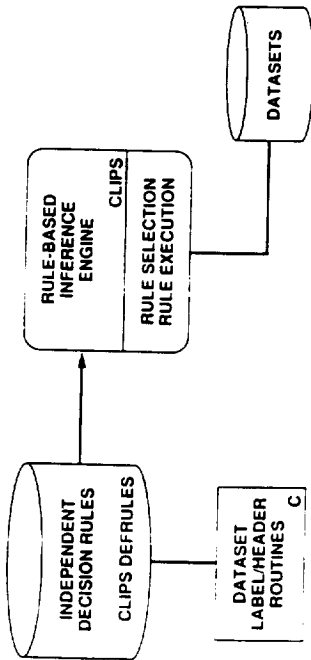 INDEPENDENT
DECISION RULES
CLIPS DEFRULES
DATASET
LABEL/HEADER
ROUTINES
C
RULE-BASED
INFERENCE
ENGINE
CLIPS
RULE SELECTION
RULE EXECUTION
DATASETS